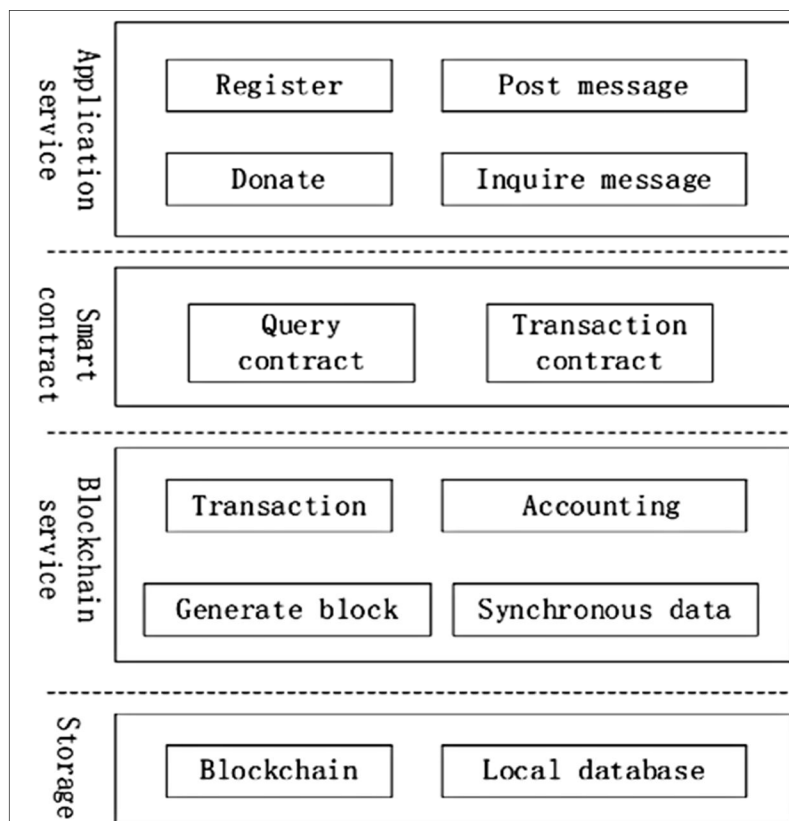 Application
service
Register
Post message
Donate
Inquire message
Smart
contract
Query
contract
Transaction
contract
Blockchain
service
Transaction
Accounting
Generate block
Synchronous data
Storage
Blockchain
Local database